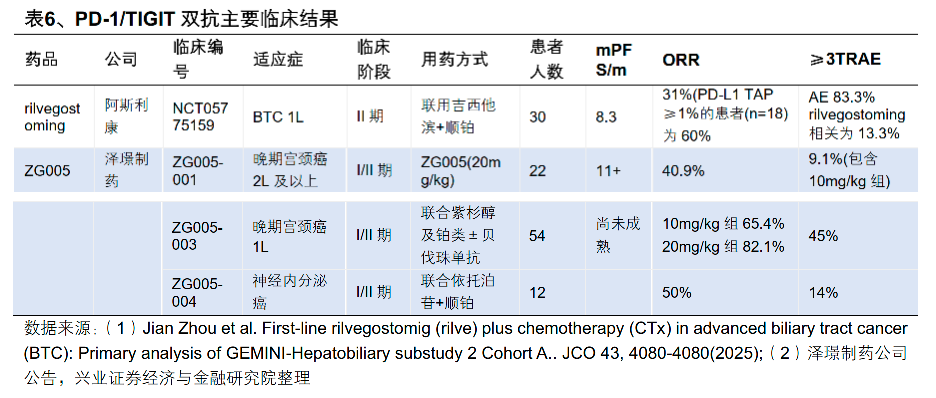 表6、PD-1/TIGIT 双抗主要临床结果
药品 公司 临床编号 适应症 临床阶段 用药方式 患者人数 mPFS/m ORR ≥3TRAE
rilvegostoming 阿斯利康 NCT05775159 BTC 1L II 期 联用吉西他滨+顺铂 30 8.3 31%(PD-L1 TAP ≥1%的患者(n=18)为 60% AE 83.3% rilvegostoming 相关为 13.3%
ZG005 泽璟制药 ZG005-001 晚期宫颈癌 2L 及以上 I/II 期 ZG005(20mg/kg) 22 11+ 40.9% 9.1%(包含 10mg/kg 组)
ZG005-003 晚期宫颈癌 1L I/II 期 联合紫杉醇及铂类±贝伐珠单抗 54 尚未成熟 10mg/kg 组 65.4% 20mg/kg 组 82.1% 45%
ZG005-004 神经内分泌癌 I/II 期 联合依托泊苷+顺铂 12 50% 14%
数据来源:（1）Jian Zhou et al. First-line rilvegostomig (rilve) plus chemotherapy (CTx) in advanced biliary tract cancer
(BTC): Primary analysis of GEMINI-Hepatobiliary substudy 2 Cohort A.. JCO 43, 4080-4080(2025);（2）泽璟制药公司
公告，兴业证券经济与金融研究院整理